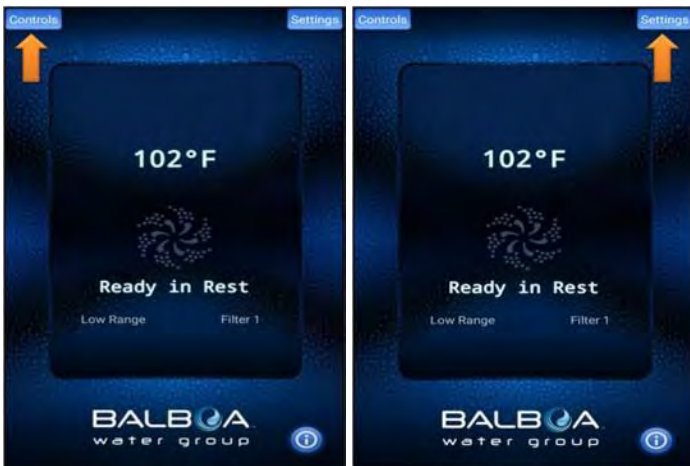 Controls Settings
102°F
Ready in Rest
Low Range Filter 1
BALBOA
water group
Controls Settings
102°F
Ready in Rest
Low Range Filter 1
BALBOA
water group